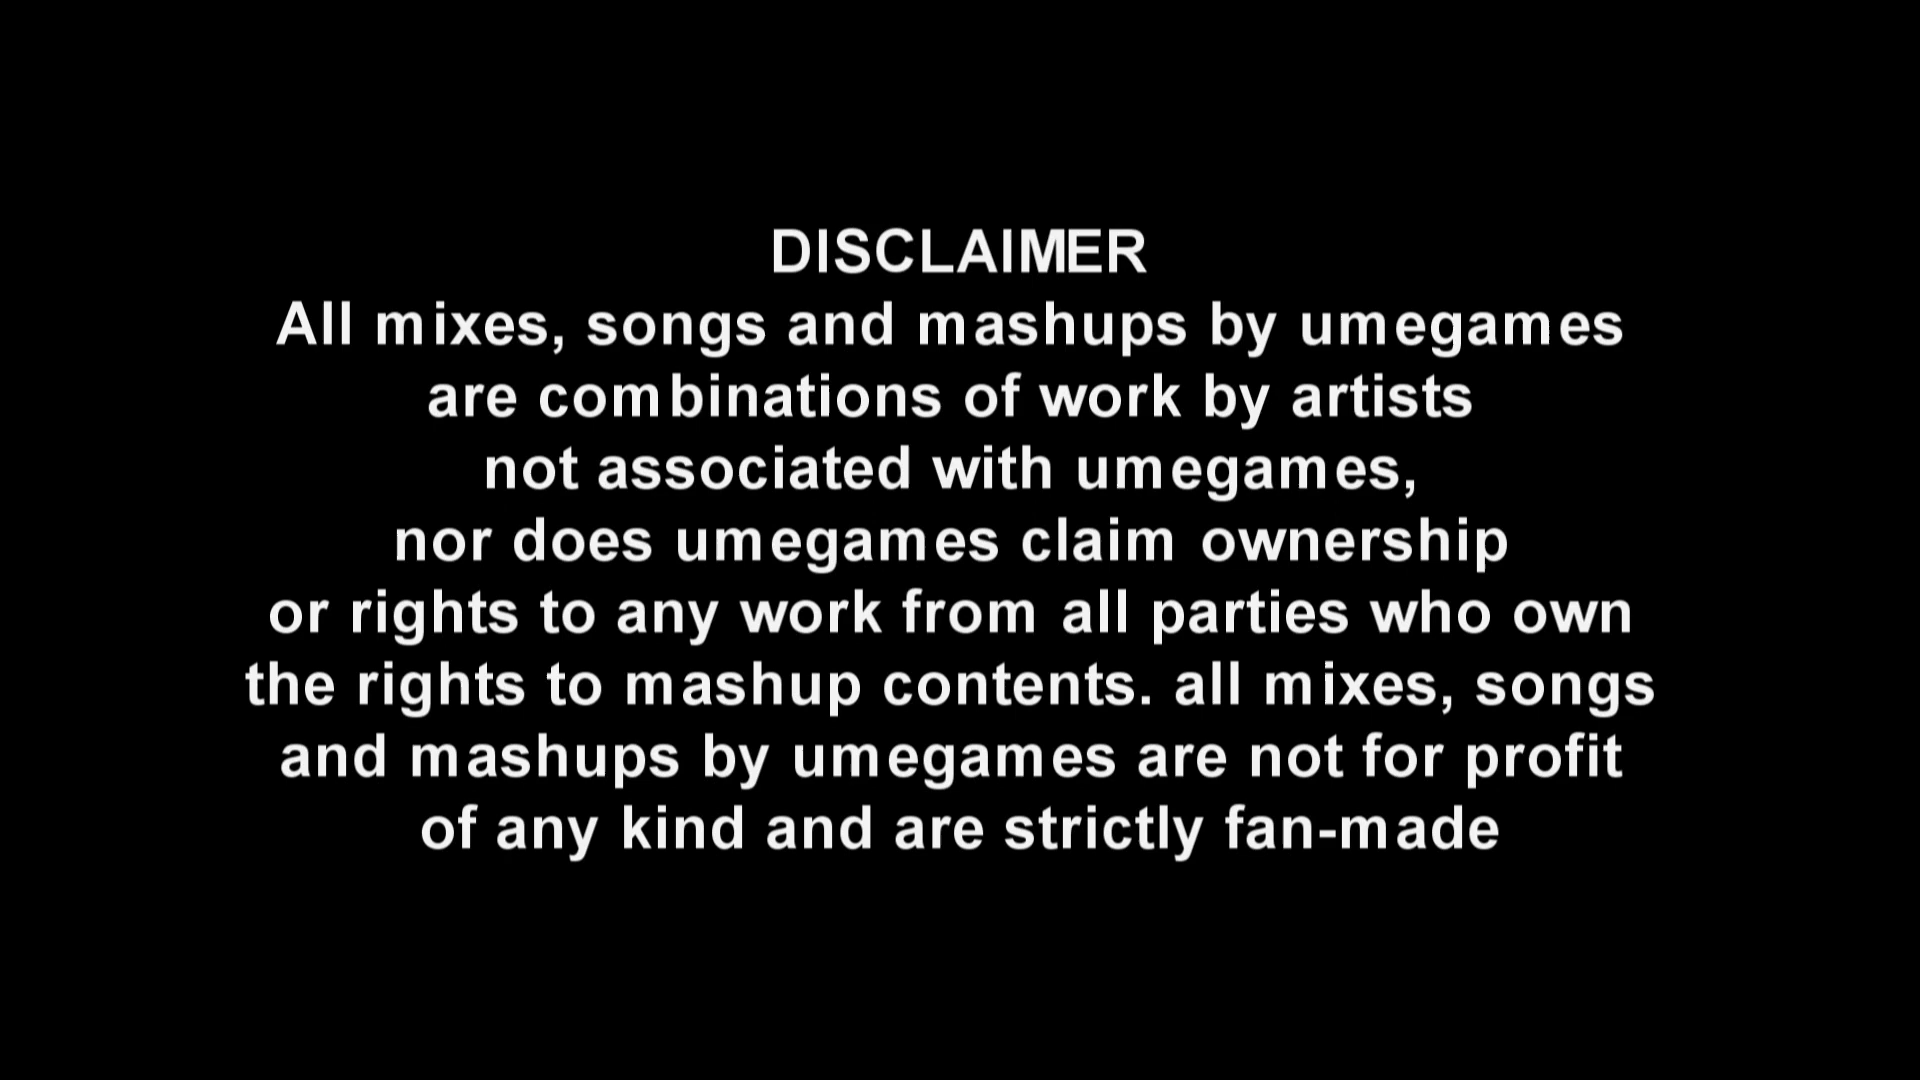 DISCLAIMER
All mixes, songs and mashups by umegames
are combinations of work by artists
not associated with umegames,
nor does umegames claim ownership
or rights to any work from all parties who own
the rights to mashup contents. all mixes, songs
and mashups by umegames are not for profit
of any kind and are strictly fan-made